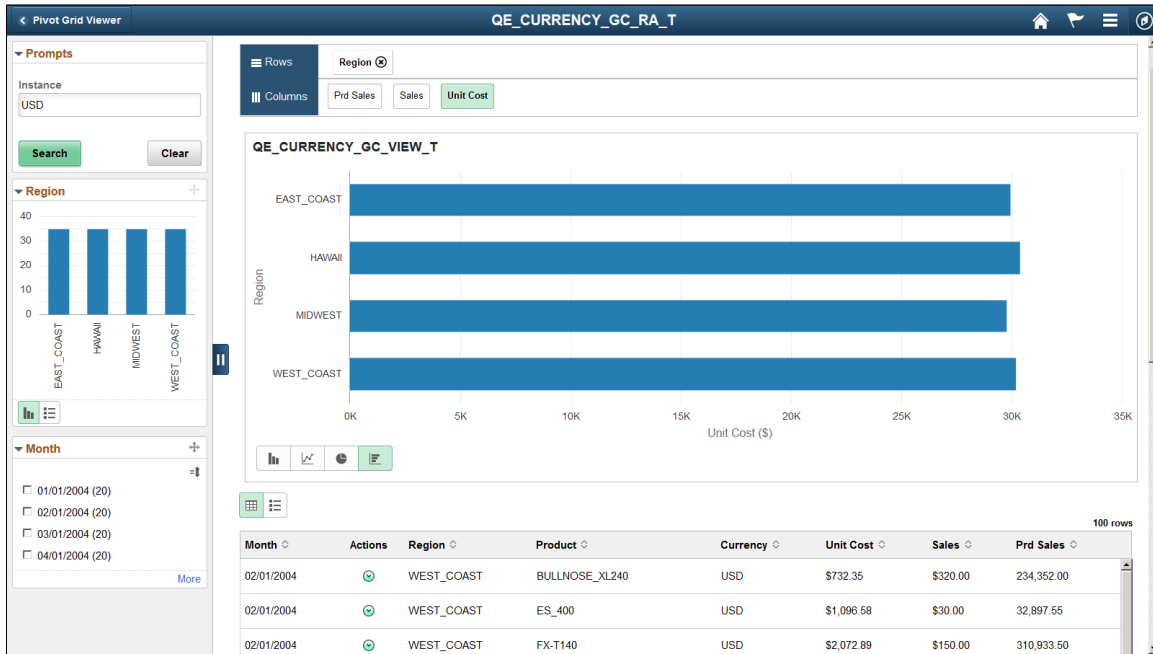 Pivot Grid Viewer
QE_CURRENCY_GC_RA_T
Prompts
Instance
USD
Search Clear
Region
40
30
20
10
0
EAST_COAST
HAWAII
MIDWEST
WEST_COAST
Month
01/01/2004 (20)
02/01/2004 (20)
03/01/2004 (20)
04/01/2004 (20)
More
Rows Region
Columns Prd Sales Sales Unit Cost
QE_CURRENCY_GC_VIEW_T
Region
EAST_COAST
HAWAII
MIDWEST
WEST_COAST
0K 5K 10K 15K 20K 25K 30K 35K
Unit Cost ($)
100 rows
Month Actions Region Product Currency Unit Cost Sales Prd Sales
02/01/2004 WEST_COAST BULLNOSE_XL240 USD $732.35 $320.00 234,352.00
02/01/2004 WEST_COAST ES_400 USD $1,096.58 $30.00 32,897.55
02/01/2004 WEST_COAST FX-T140 USD $2,072.89 $150.00 310,933.50